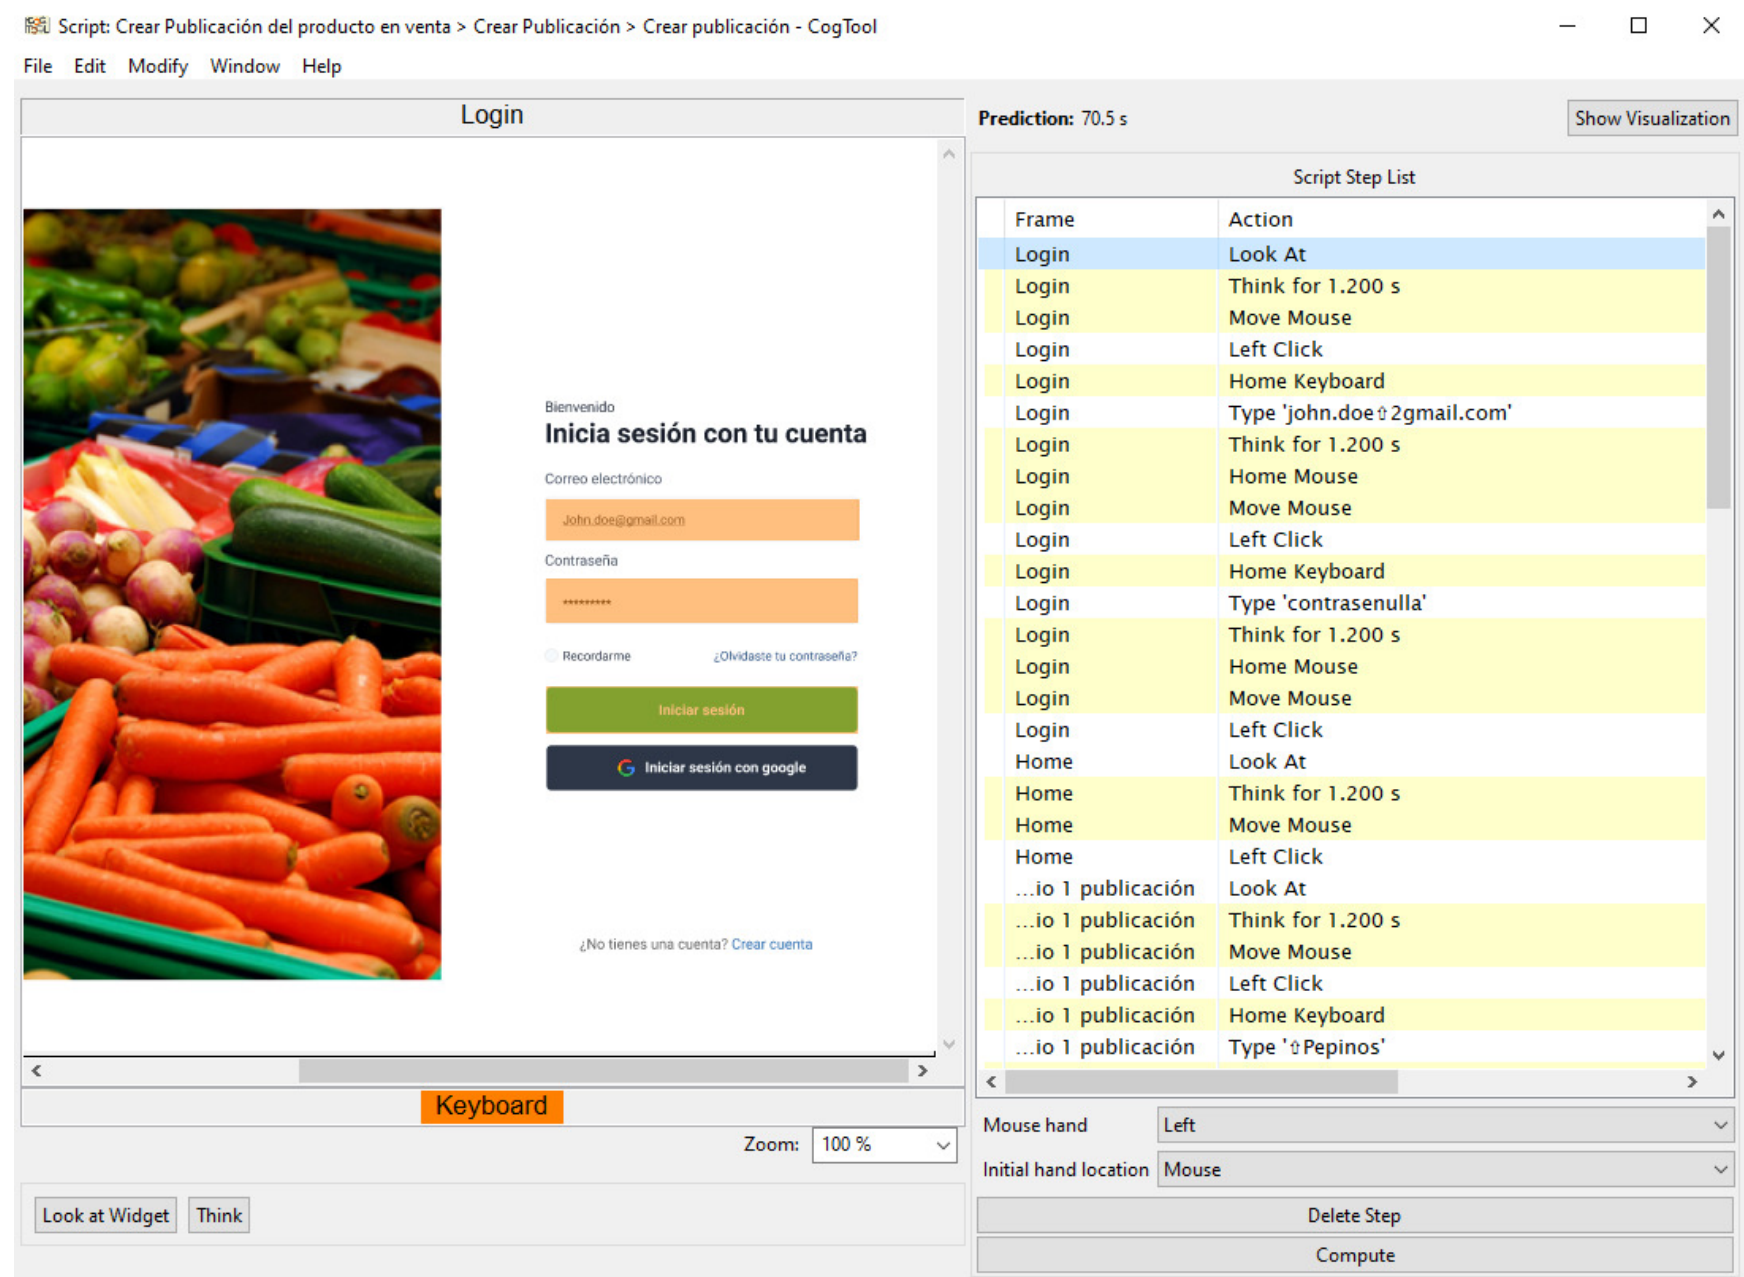 Script: Crear Publicación del producto en venta > Crear Publicación > Crear publicación - CogTool
File Edit Modify Window Help
Login
Bienvenido
Inicia sesión con tu cuenta
Correo electrónico
John.doe@gmail.com
Contraseña
*********
Recordarme ¿Olvidaste tu contraseña?
Iniciar sesión
Iniciar sesión con google
¿No tienes una cuenta? Crear cuenta
Keyboard
Zoom: 100 %
Look at Widget Think
Prediction: 70.5 s Show Visualization
Script Step List
Frame Action
Login Look At
Login Think for 1.200 s
Login Move Mouse
Login Left Click
Login Home Keyboard
Login Type 'john.doe⇧2gmail.com'
Login Think for 1.200 s
Login Home Mouse
Login Move Mouse
Login Left Click
Login Home Keyboard
Login Type 'contrasenulla'
Login Think for 1.200 s
Login Home Mouse
Login Move Mouse
Login Left Click
Home Look At
Home Think for 1.200 s
Home Move Mouse
Home Left Click
...io 1 publicación Look At
...io 1 publicación Think for 1.200 s
...io 1 publicación Move Mouse
...io 1 publicación Left Click
...io 1 publicación Home Keyboard
...io 1 publicación Type '⇧Pepinos'
Mouse hand Left
Initial hand location Mouse
Delete Step
Compute